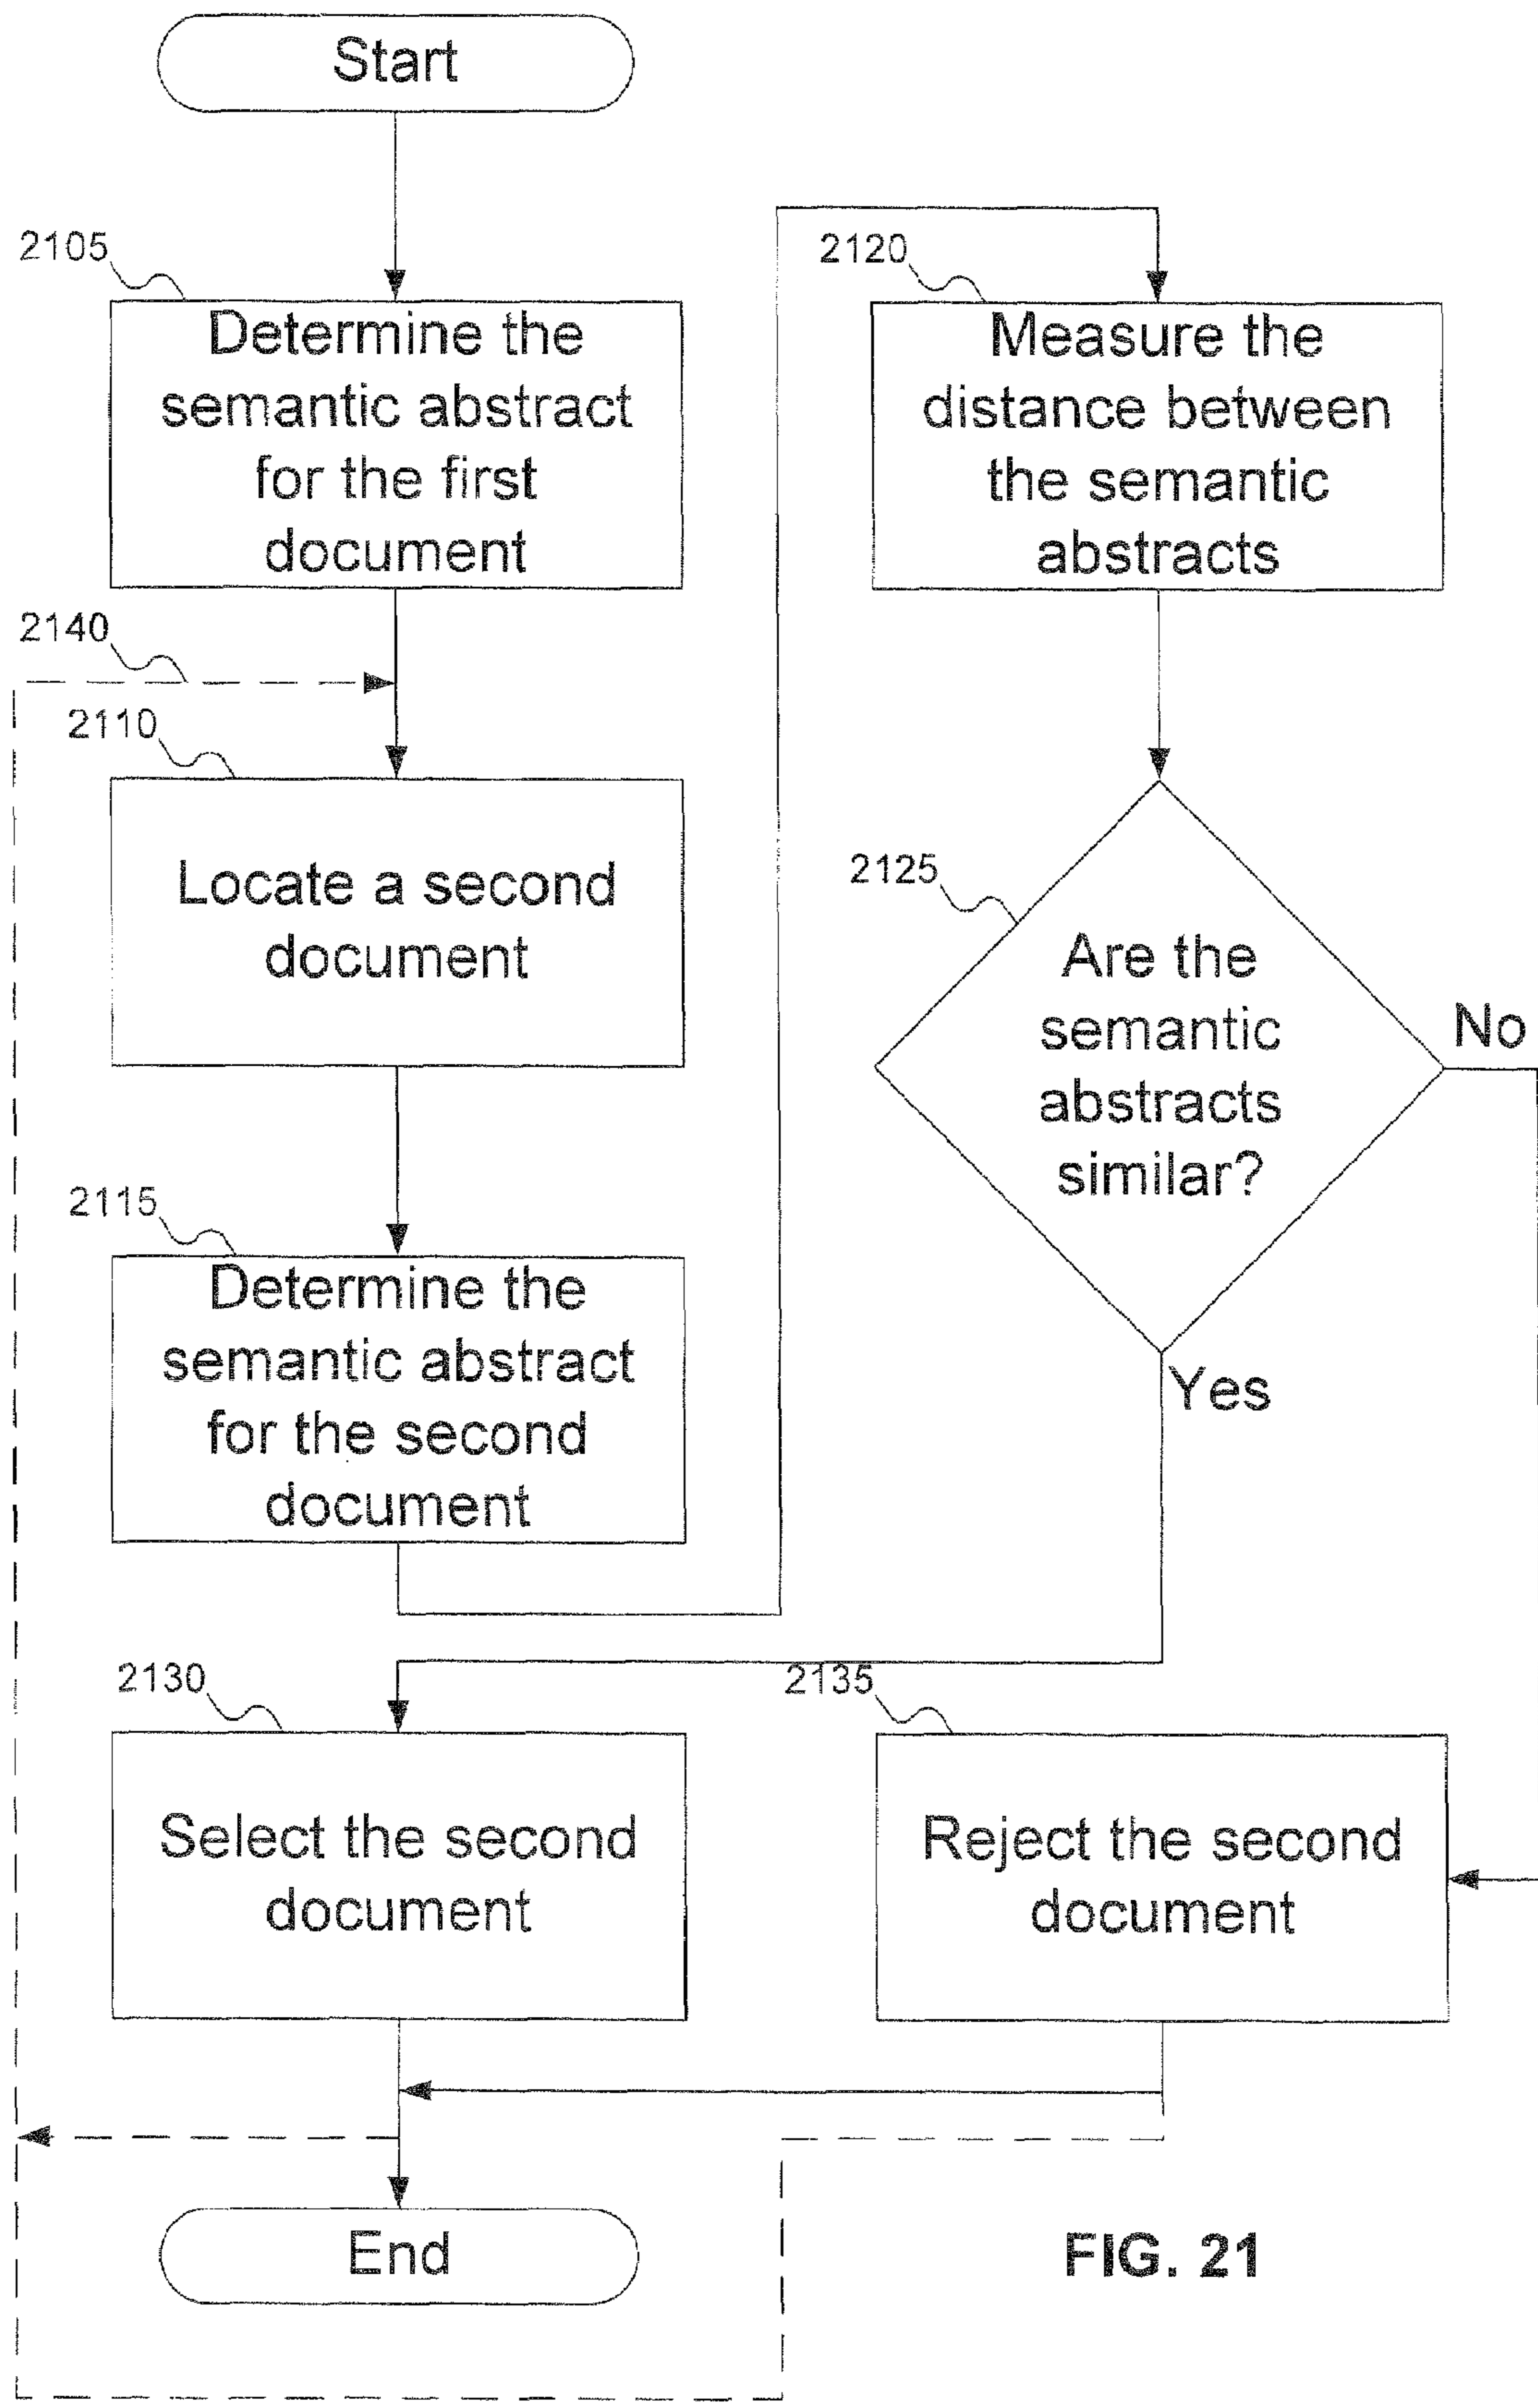 Start
2105
Determine the
semantic abstract
for the first
document
2140
2110
Locate a second
document
2115
Determine the
semantic abstract
for the second
document
2120
Measure the
distance between
the semantic
abstracts
2125
Are the
semantic
abstracts
similar?
No
Yes
2130
Select the second
document
2135
Reject the second
document
End
FIG. 21